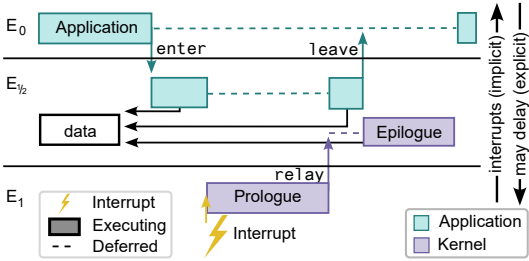 E0
Application
enter
leave
E½
data
Epilogue
relay
E1
Prologue
Interrupt
Interrupt
Executing
Deferred
Application
Kernel
interrupts (implicit)
may delay (explicit)